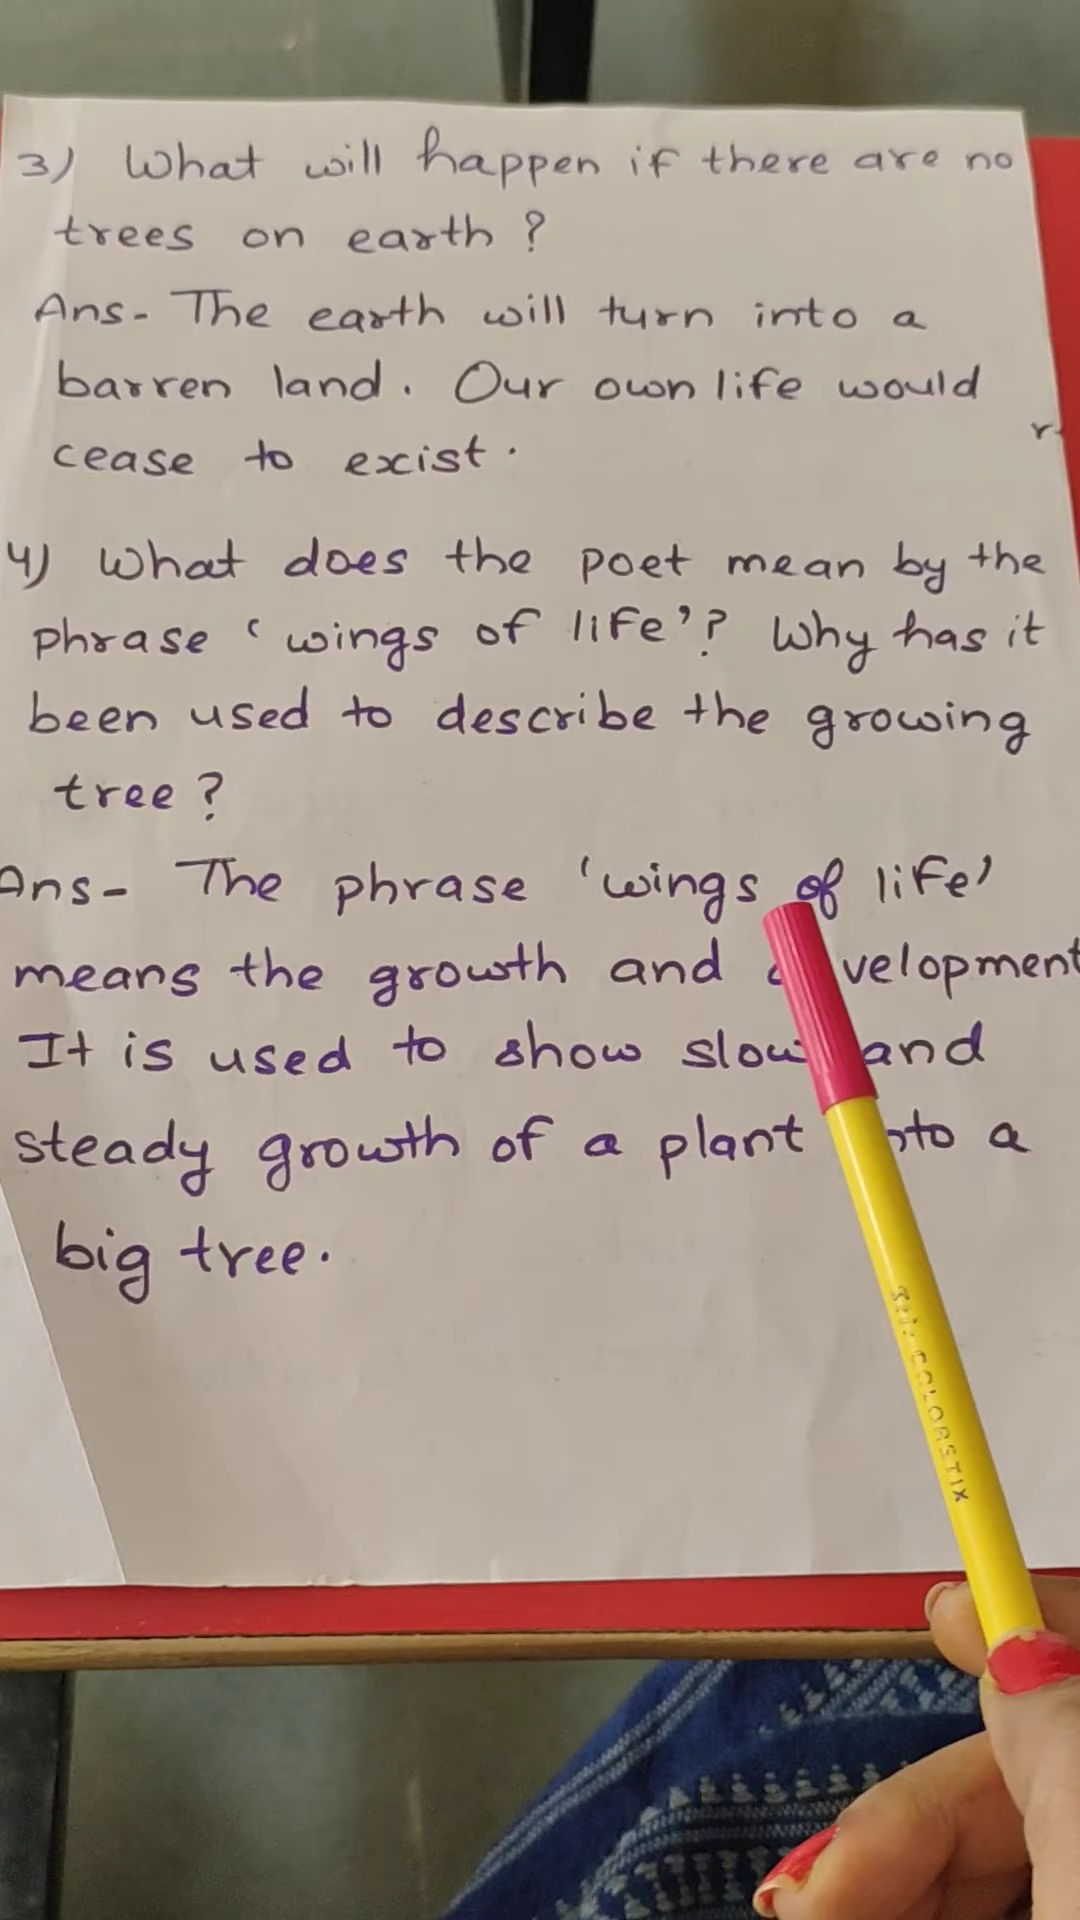 3) What will happen if there are no
trees on earth ?
Ans- The earth will turn into a
barren land. Our own life would
cease to exist.
4) What does the poet mean by the
phrase 'wings of life'? Why has it
been used to describe the growing
tree ?
Ans- The phrase 'wings of life'
means the growth and velopment
It is used to show slow and
steady growth of a plant nto a
big tree.
COLORSTIX